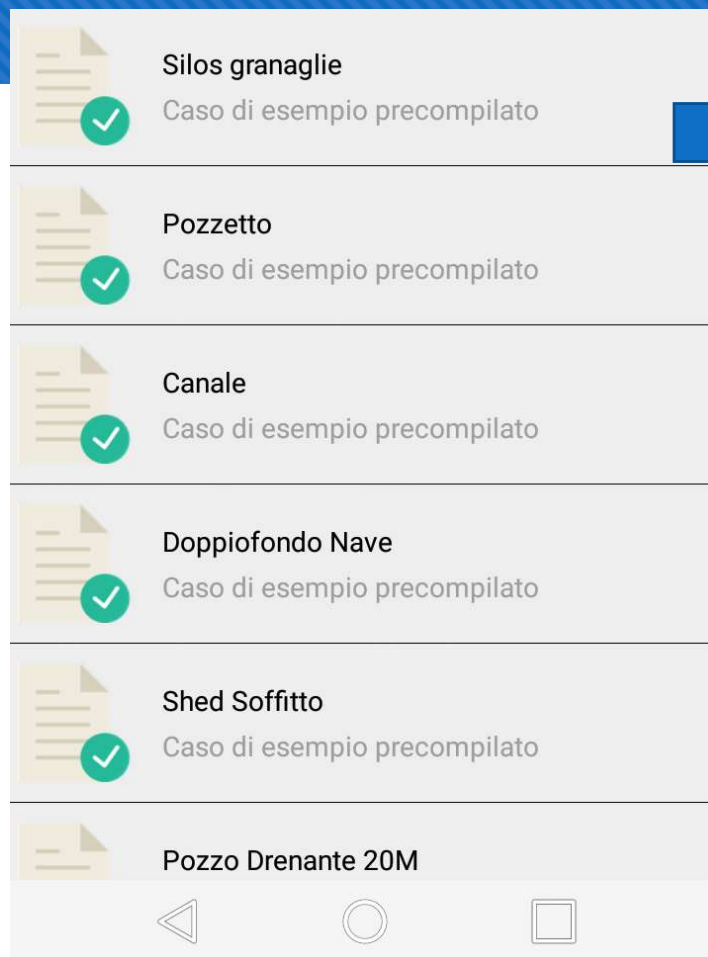 Silos granaglie
Caso di esempio precompilato
Pozzetto
Caso di esempio precompilato
Canale
Caso di esempio precompilato
Doppiofondo Nave
Caso di esempio precompilato
Shed Soffitto
Caso di esempio precompilato
Pozzo Drenante 20M